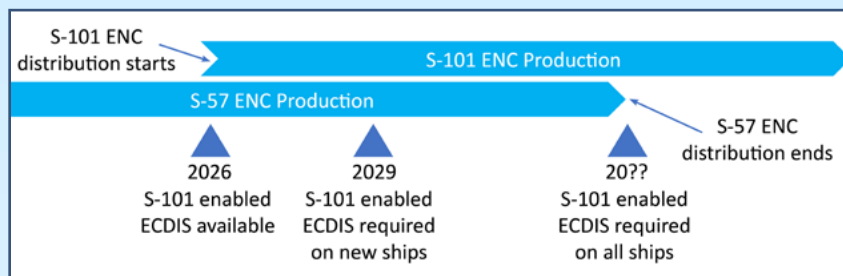 S-101 ENC
distribution starts
S-101 ENC Production
S-57 ENC Production
S-57 ENC
distribution ends
2026
S-101 enabled
ECDIS available
2029
S-101 enabled
ECDIS required
on new ships
20??
S-101 enabled
ECDIS required
on all ships